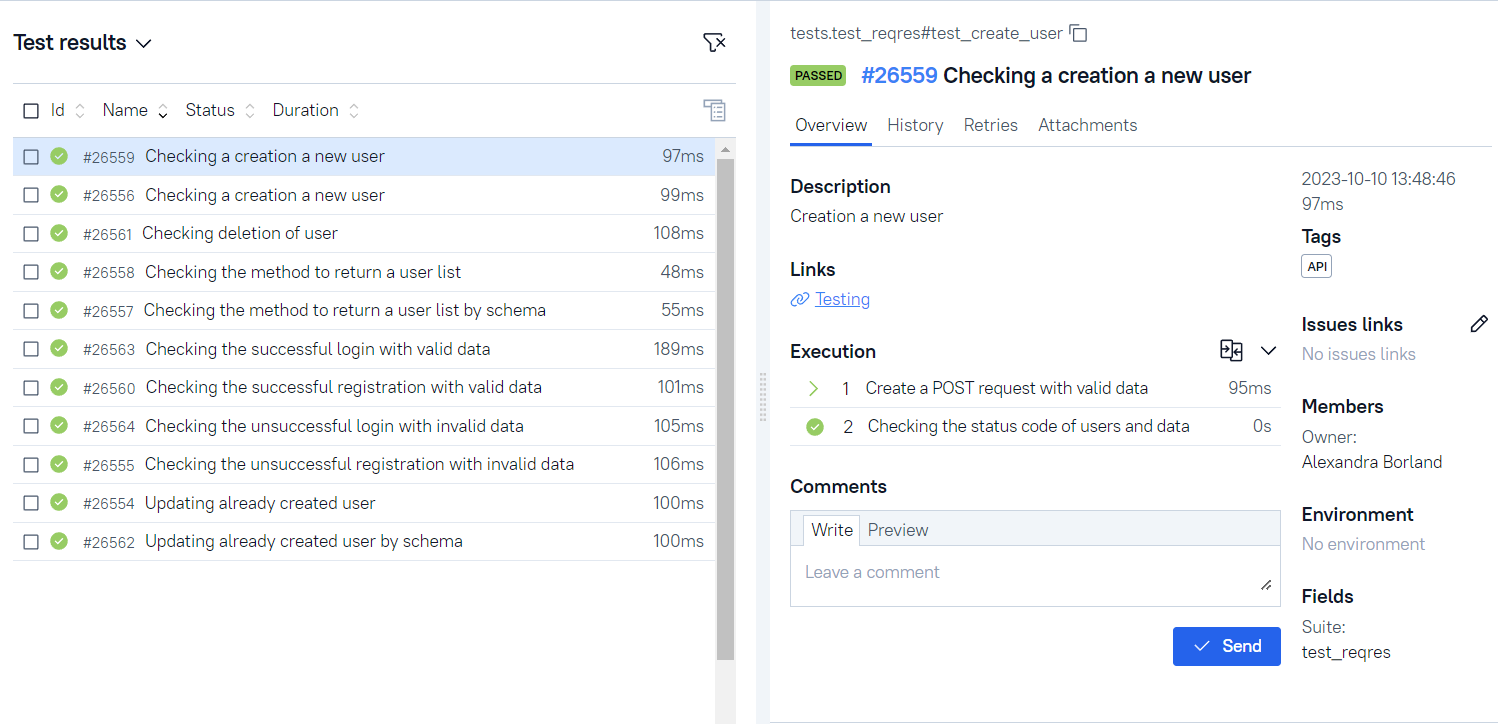 Test results
Id Name Status Duration
#26559 Checking a creation a new user 97ms
#26556 Checking a creation a new user 99ms
#26561 Checking deletion of user 108ms
#26558 Checking the method to return a user list 48ms
#26557 Checking the method to return a user list by schema 55ms
#26563 Checking the successful login with valid data 189ms
#26560 Checking the successful registration with valid data 101ms
#26564 Checking the unsuccessful login with invalid data 105ms
#26555 Checking the unsuccessful registration with invalid data 106ms
#26554 Updating already created user 100ms
#26562 Updating already created user by schema 100ms
tests.test_reqres#test_create_user
PASSED #26559 Checking a creation a new user
Overview History Retries Attachments
Description
Creation a new user
Links
Testing
Execution
1 Create a POST request with valid data 95ms
2 Checking the status code of users and data 0s
Comments
Write Preview
Leave a comment
Send
2023-10-10 13:48:46
97ms
Tags
API
Issues links
No issues links
Members
Owner:
Alexandra Borland
Environment
No environment
Fields
Suite:
test_reqres